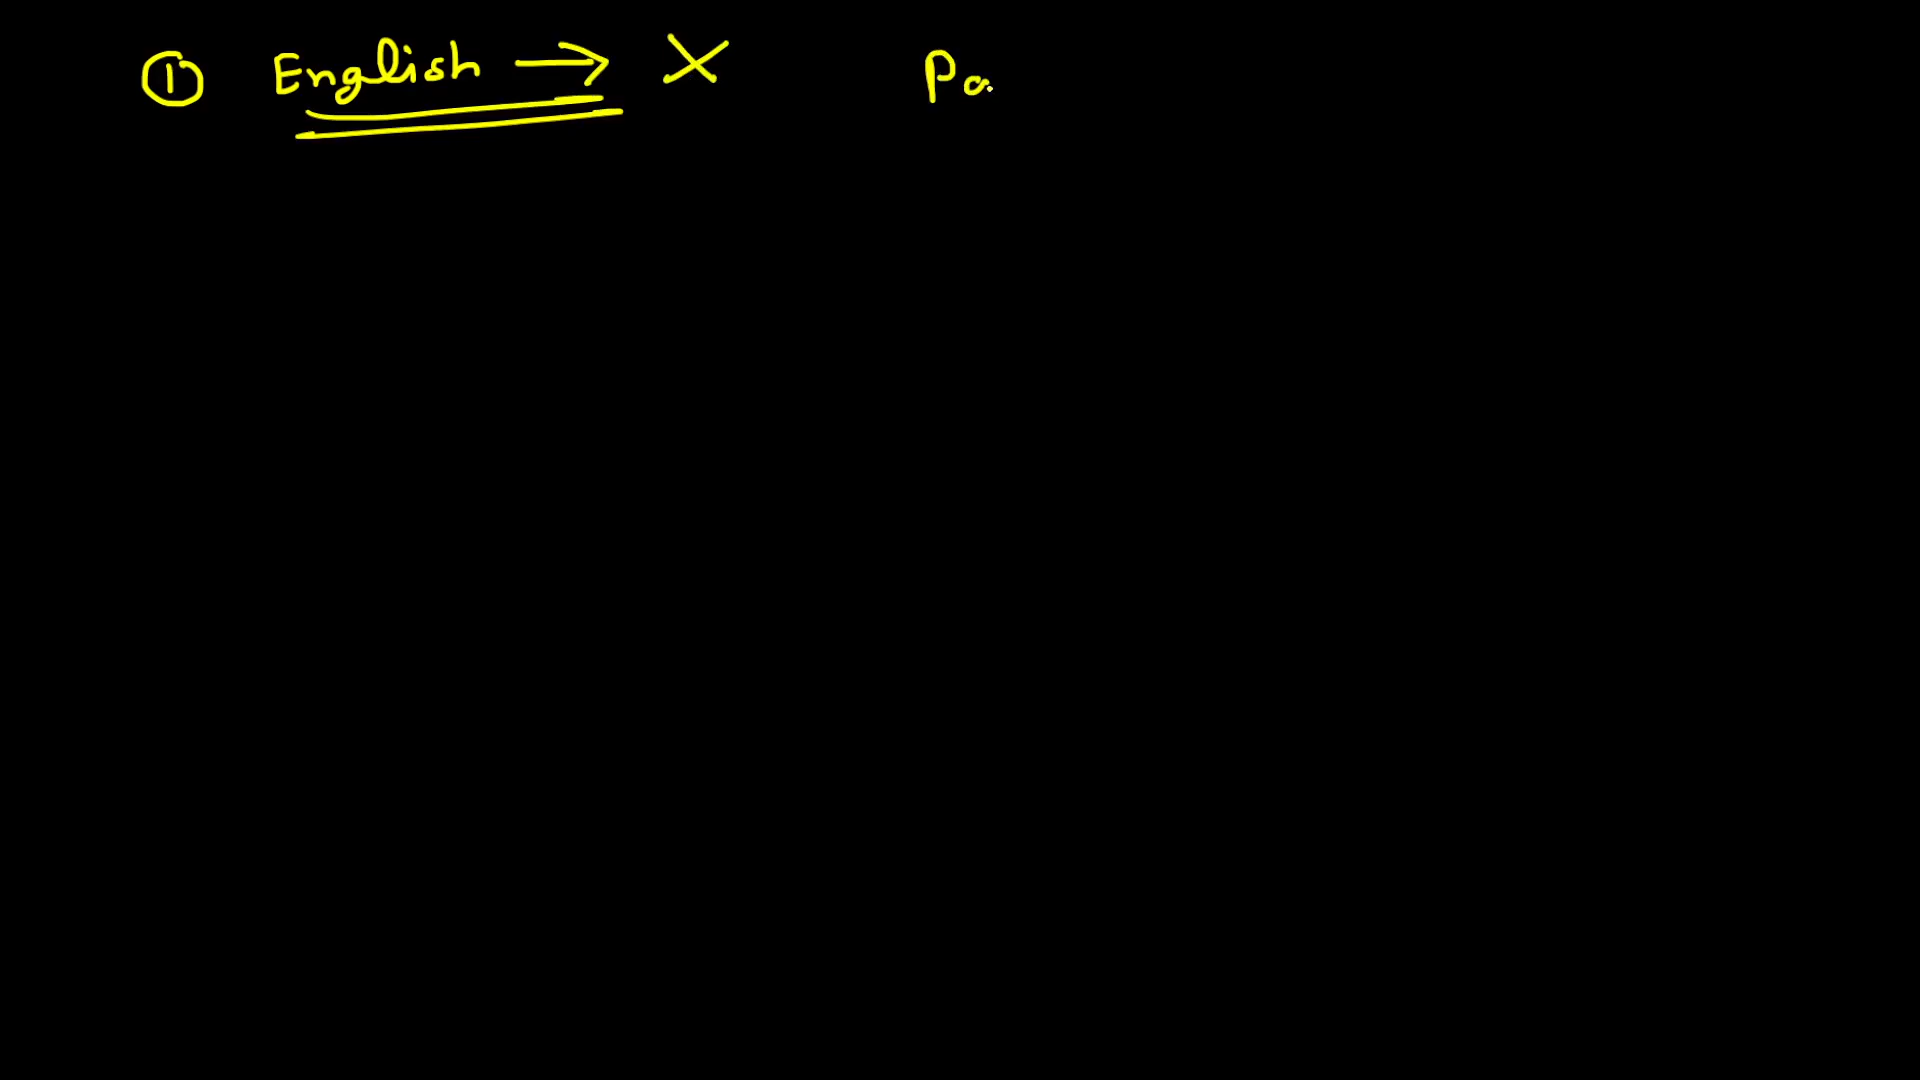 ① English → X Pa